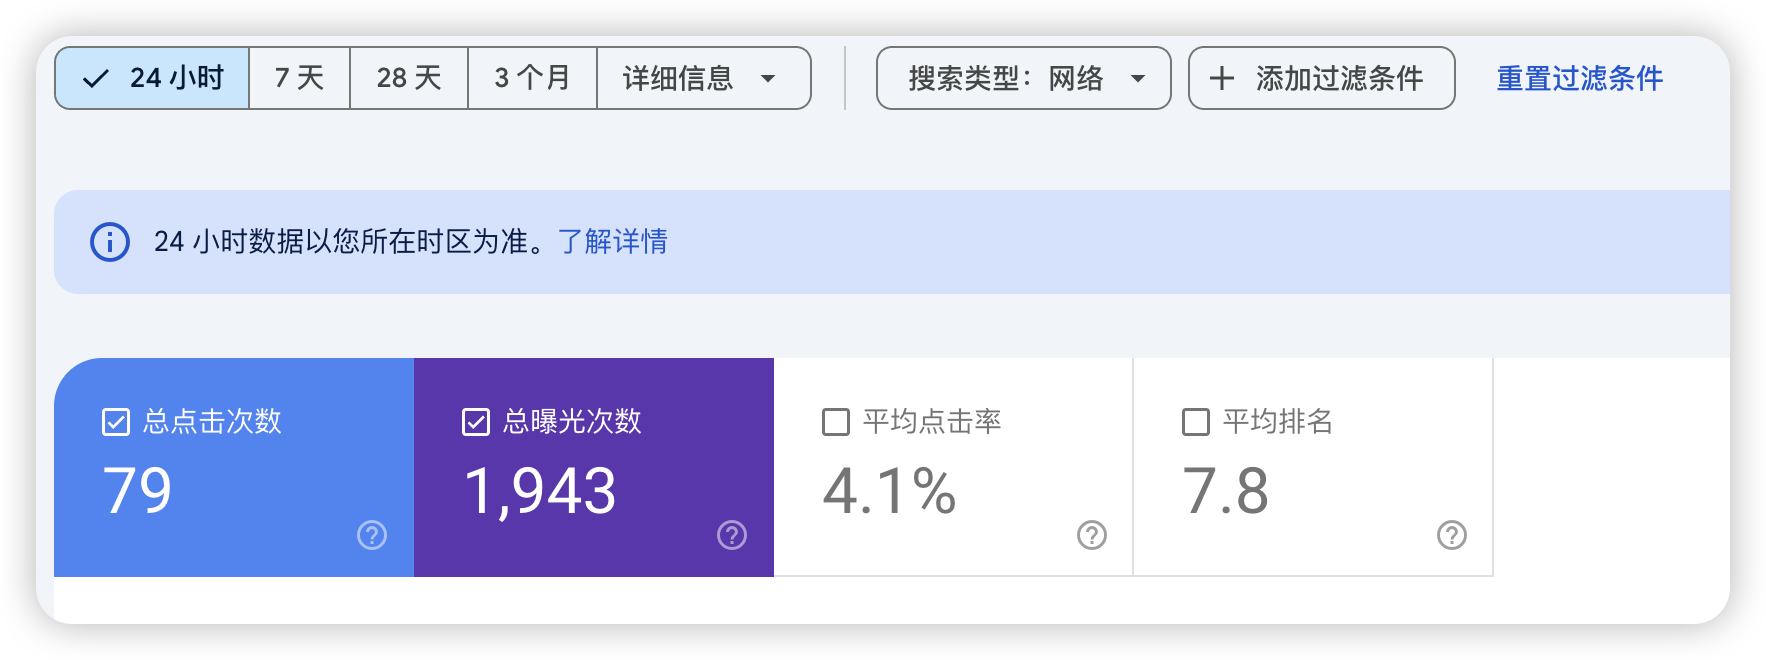 24 小时 7 天 28 天 3 个月 详细信息 搜索类型：网络 添加过滤条件 重置过滤条件
24 小时数据以您所在时区为准。了解详情
总点击次数 总曝光次数 平均点击率 平均排名
79 1,943 4.1% 7.8